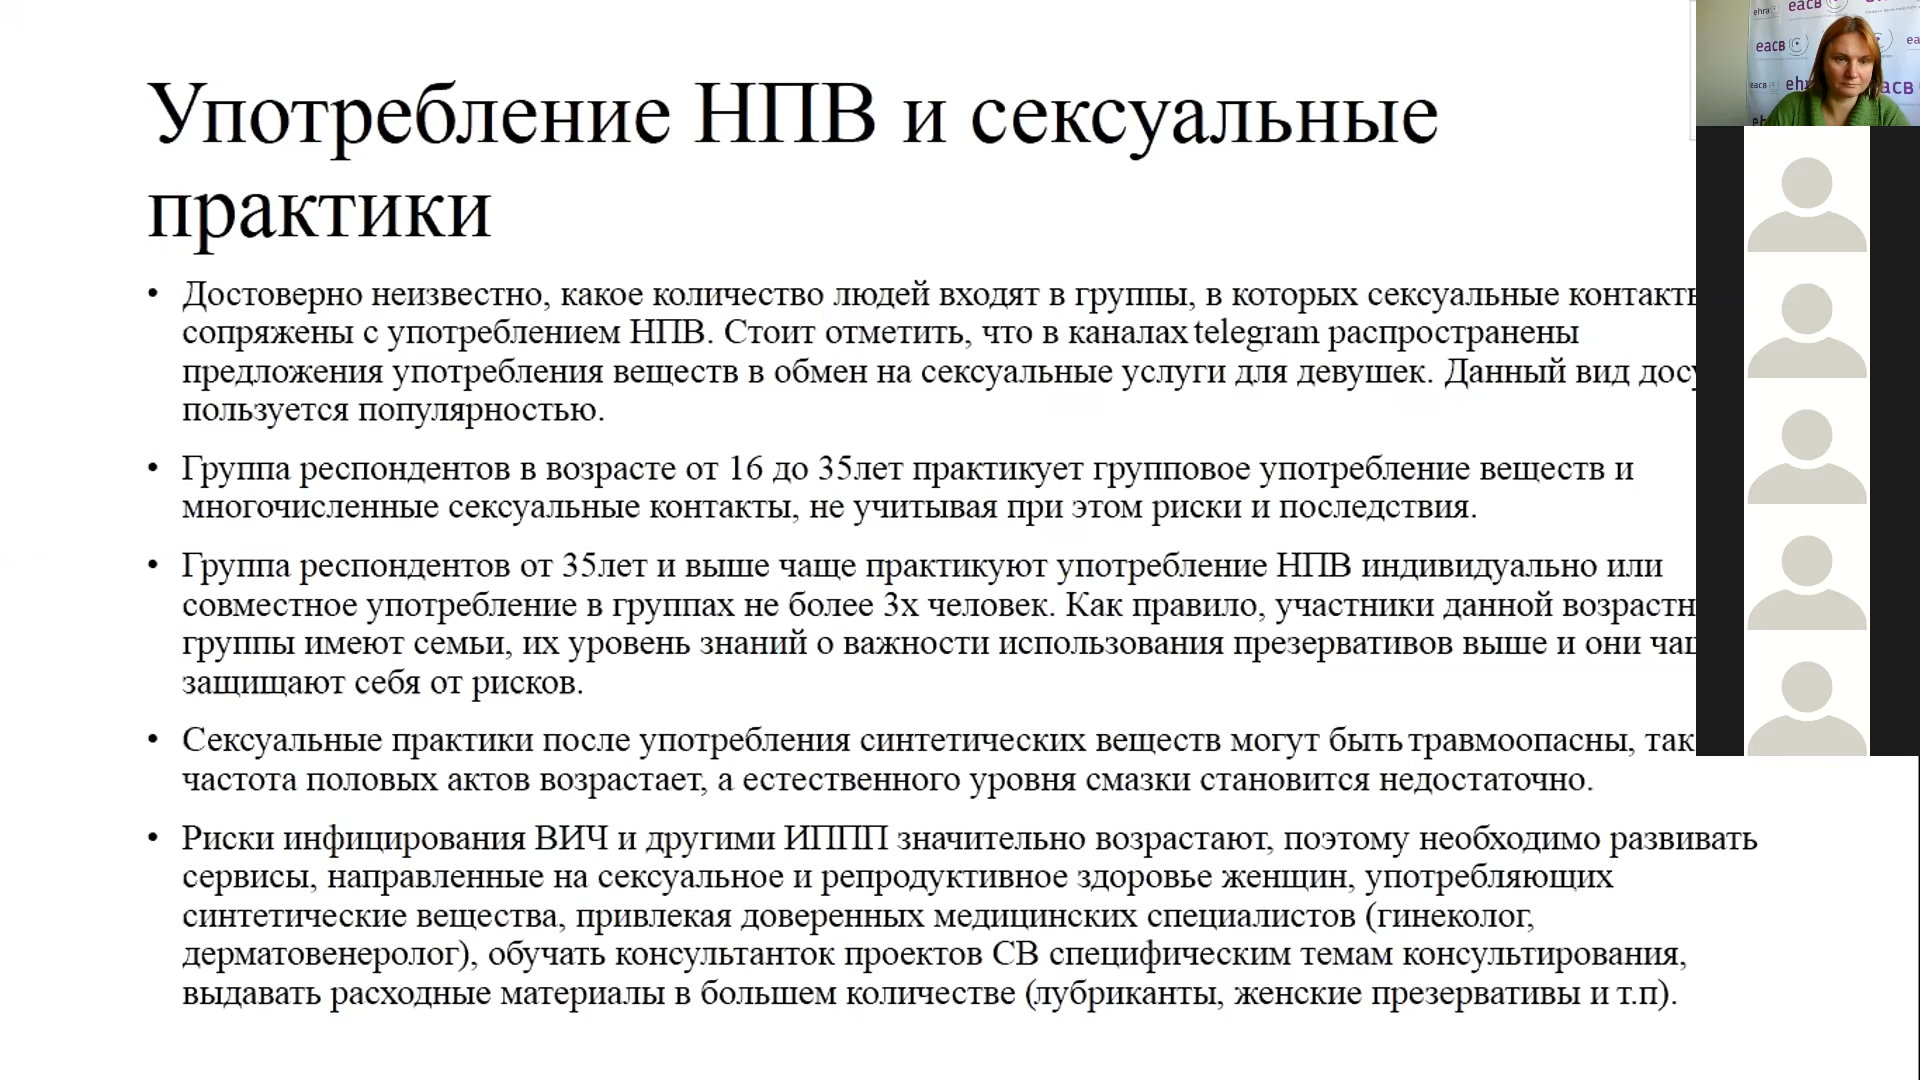 Употребление НПВ и сексуальные
практики
• Достоверно неизвестно, какое количество людей входят в группы, в которых сексуальные
сопряжены с употреблением НПВ. Стоит отметить, что в каналах telegram распространены
предложения употребления веществ в обмен на сексуальные услуги для девушек. Данный вид
пользуется популярностью.
• Группа респондентов в возрасте от 16 до 35лет практикует групповое употребление веществ и
многочисленные сексуальные контакты, не учитывая при этом риски и последствия.
• Группа респондентов от 35лет и выше чаще практикуют употребление НПВ индивидуально или
совместное употребление в группах не более 3х человек. Как правило, участники данной
группы имеют семьи, их уровень знаний о важности использования презервативов выше и они
защищают себя от рисков.
• Сексуальные практики после употребления синтетических веществ могут быть травмоопасны, так
частота половых актов возрастает, а естественного уровня смазки становится недостаточно.
• Риски инфицирования ВИЧ и другими ИППП значительно возрастают, поэтому необходимо развивать
сервисы, направленные на сексуальное и репродуктивное здоровье женщин, употребляющих
синтетические вещества, привлекая доверенных медицинских специалистов (гинеколог,
дерматовенеролог), обучать консультанток проектов СВ специфическим темам консультирования,
выдавать расходные материалы в большем количестве (лубриканты, женские презервативы и т.п).
ehra
еасв
еасв
еасв